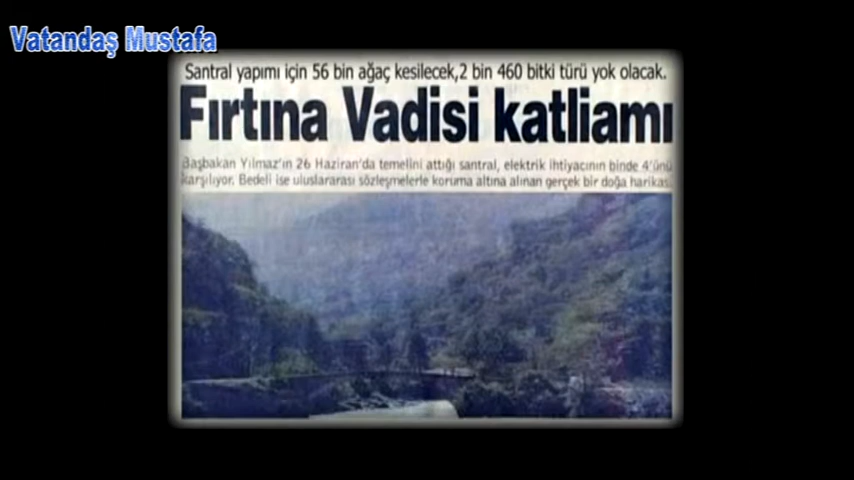 Vatandaş Mustafa
Santral yapımı için 56 bin ağaç kesilecek,2 bin 460 bitki türü yok olacak.
Fırtına Vadisi katliamı
Başbakan Yılmaz'ın 26 Haziran'da temelini attığı santral, elektrik ihtiyacının binde 4'ünü
karşılıyor. Bedeli ise uluslararası sözleşmelerle koruma altına alınan gerçek bir doğa harikası.